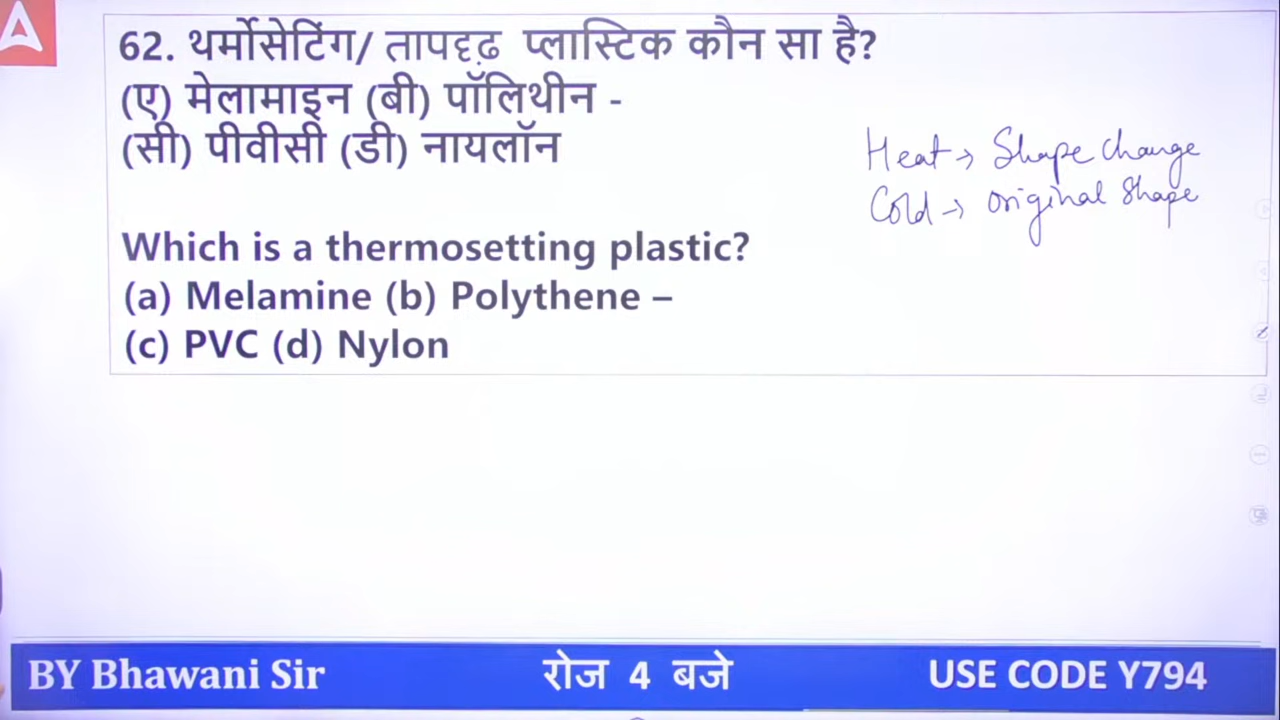 62. थर्मोसेटिंग/ तापदृढ़ प्लास्टिक कौन सा है?
(ए) मेलामाइन (बी) पॉलिथीन -
(सी) पीवीसी (डी) नायलॉन
Heat → Shape change
Cold → original shape
Which is a thermosetting plastic?
(a) Melamine (b) Polythene –
(c) PVC (d) Nylon
BY Bhawani Sir रोज 4 बजे USE CODE Y794